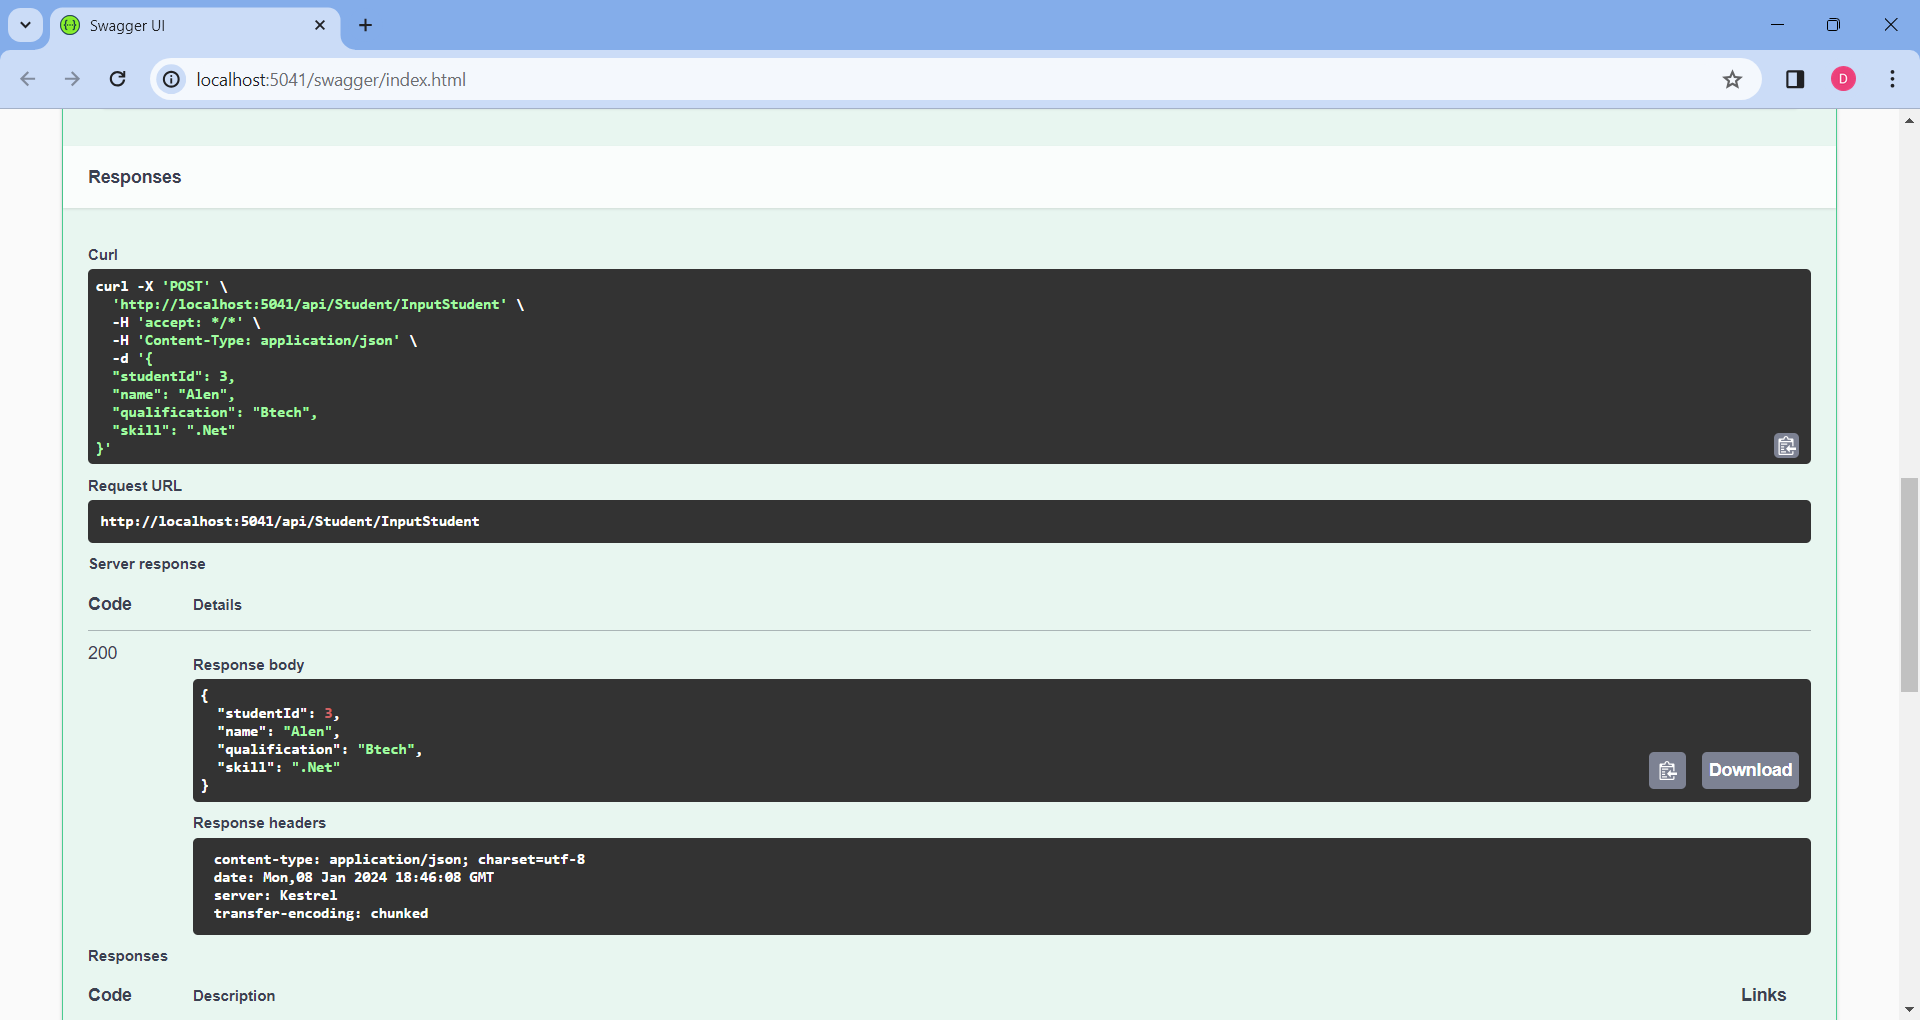 Swagger UI
localhost:5041/swagger/index.html
D
Responses
Curl
curl -X 'POST' \
'http://localhost:5041/api/Student/InputStudent' \
-H 'accept: */*' \
-H 'Content-Type: application/json' \
-d '{
"studentId": 3,
"name": "Alen",
"qualification": "Btech",
"skill": ".Net"
}'
Request URL
http://localhost:5041/api/Student/InputStudent
Server response
Code Details
200
Response body
{
"studentId": 3,
"name": "Alen",
"qualification": "Btech",
"skill": ".Net"
}
Download
Response headers
content-type: application/json; charset=utf-8
date: Mon,08 Jan 2024 18:46:08 GMT
server: Kestrel
transfer-encoding: chunked
Responses
Code Description Links